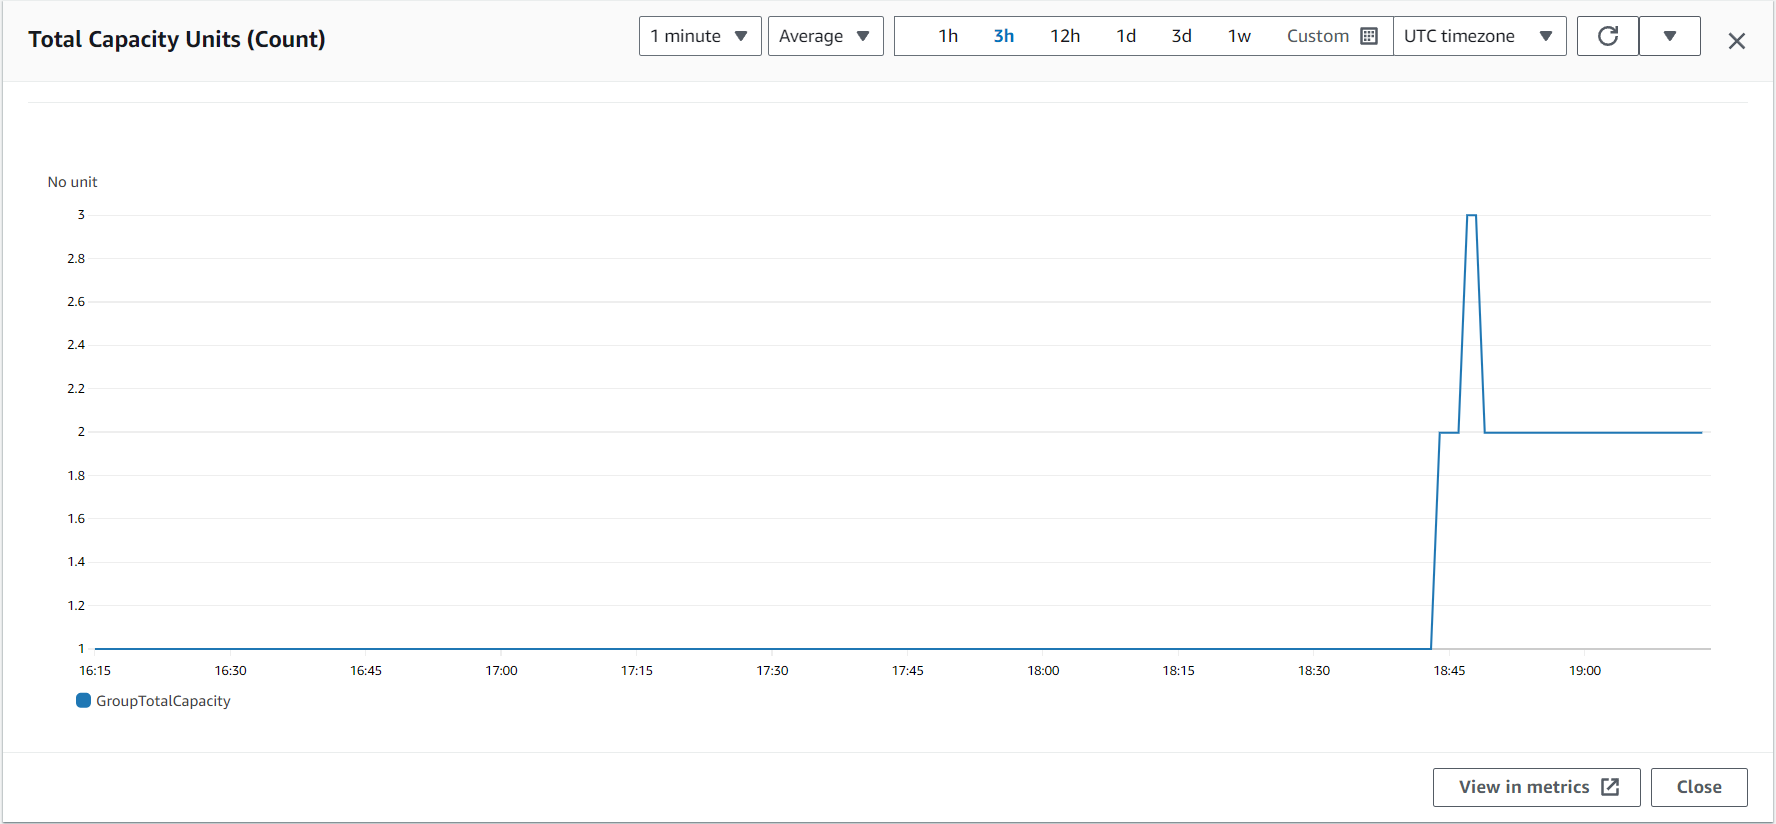 Total Capacity Units (Count)
1 minute
Average
1h 3h 12h 1d 3d 1w Custom
UTC timezone
No unit
3
2.8
2.6
2.4
2.2
2
1.8
1.6
1.4
1.2
1
16:15 16:30 16:45 17:00 17:15 17:30 17:45 18:00 18:15 18:30 18:45 19:00
GroupTotalCapacity
View in metrics
Close